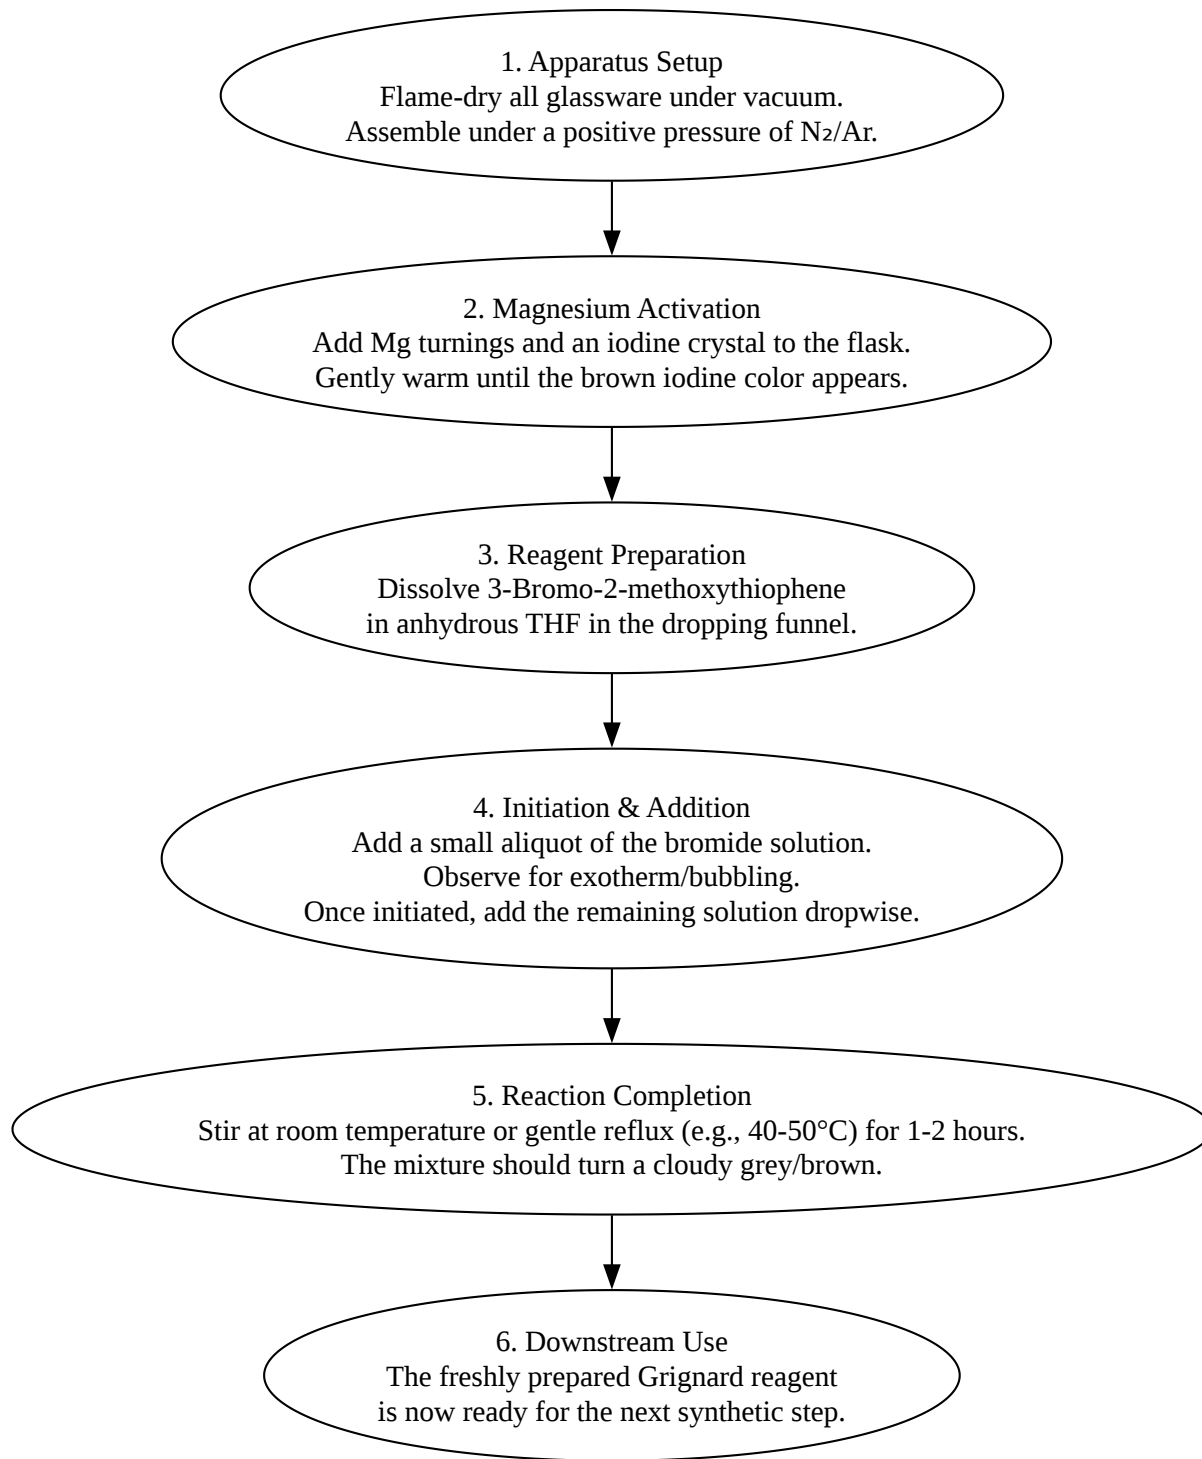 1. Apparatus Setup
Flame-dry all glassware under vacuum.
Assemble under a positive pressure of N₂/Ar.
2. Magnesium Activation
Add Mg turnings and an iodine crystal to the flask.
Gently warm until the brown iodine color appears.
3. Reagent Preparation
Dissolve 3-Bromo-2-methoxythiophene
in anhydrous THF in the dropping funnel.
4. Initiation & Addition
Add a small aliquot of the bromide solution.
Observe for exotherm/bubbling.
Once initiated, add the remaining solution dropwise.
5. Reaction Completion
Stir at room temperature or gentle reflux (e.g., 40-50°C) for 1-2 hours.
The mixture should turn a cloudy grey/brown.
6. Downstream Use
The freshly prepared Grignard reagent
is now ready for the next synthetic step.